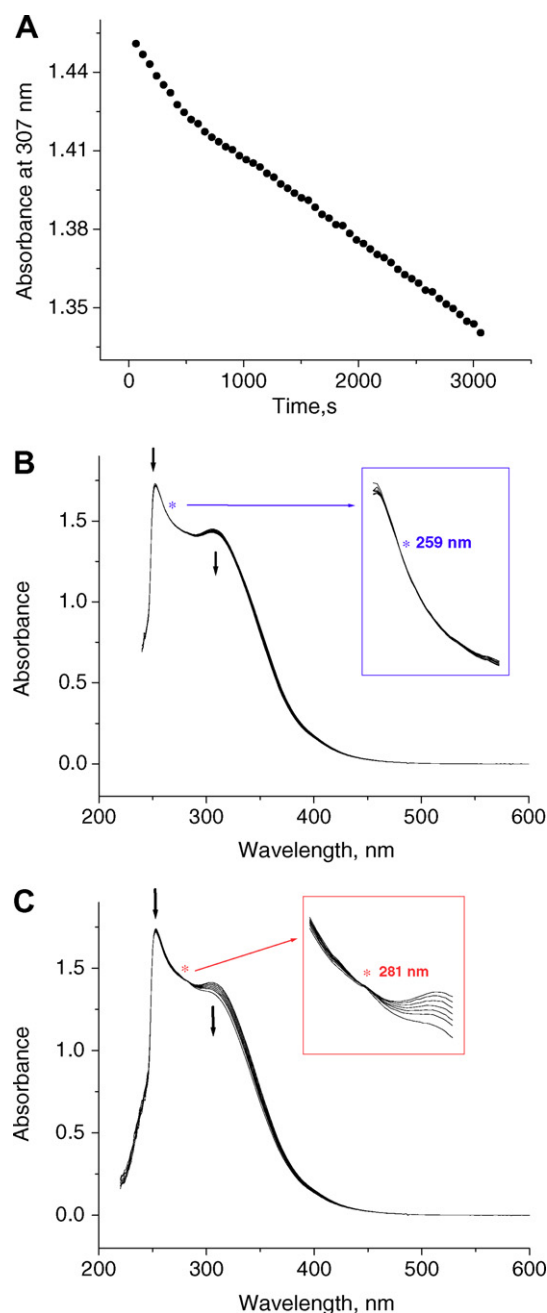 A
Absorbance at 307 nm
1.44
1.41
1.38
1.35
0
1000
2000
3000
Time,s
B
Absorbance
1.5
1.0
0.5
0.0
* 
* 259 nm
200
300
400
500
600
Wavelength, nm
C
Absorbance
1.5
1.0
0.5
0.0
*
* 281 nm
200
300
400
500
600
Wavelength, nm